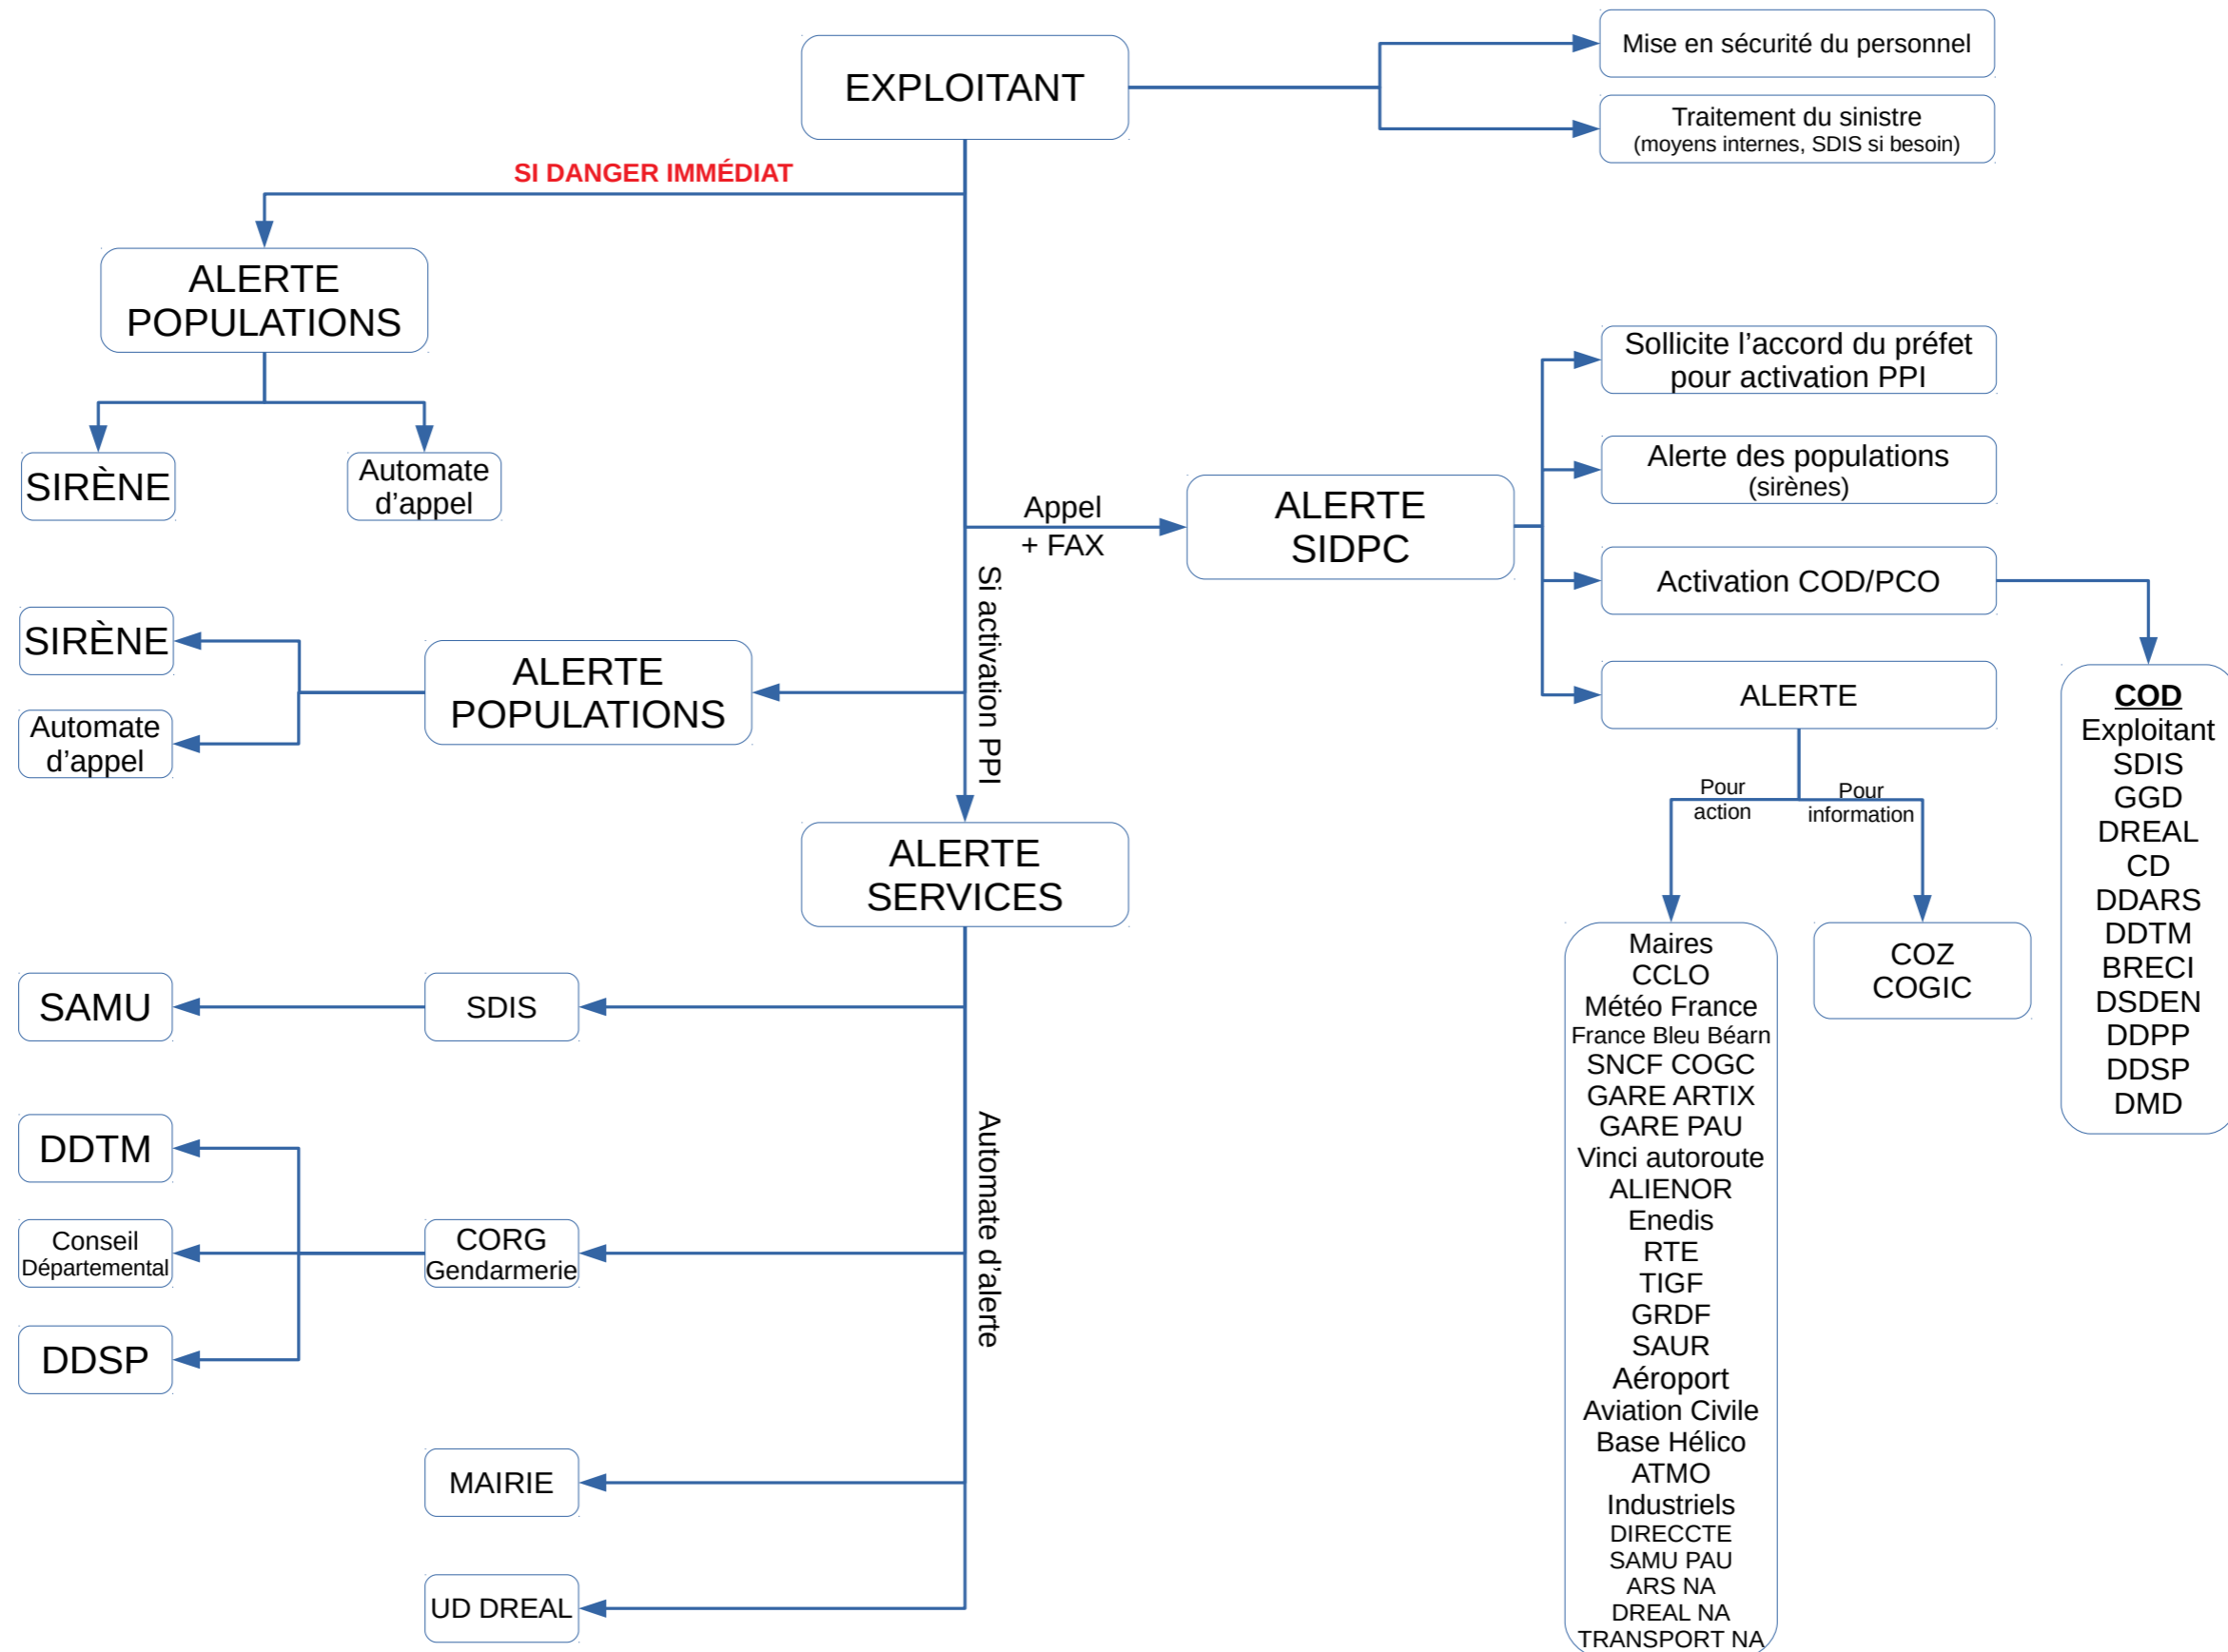 EXPLOITANT
Mise en sécurité du personnel
Traitement du sinistre
(moyens internes, SDIS si besoin)
SI DANGER IMMÉDIAT
ALERTE
POPULATIONS
SIRÈNE
Automate
d’appel
Appel
+ FAX
ALERTE
SIDPC
Sollicite l’accord du préfet
pour activation PPI
Alerte des populations
(sirènes)
Activation COD/PCO
ALERTE
Si activation PPI
ALERTE
POPULATIONS
SIRÈNE
Automate
d’appel
ALERTE
SERVICES
Pour
action
Pour
information
COD
Exploitant
SDIS
GGD
DREAL
CD
DDARS
DDTM
BRECI
DSDEN
DDPP
DDSP
DMD
Maires
CCLO
Météo France
France Bleu Béarn
SNCF COGC
GARE ARTIX
GARE PAU
Vinci autoroute
ALIENOR
Enedis
RTE
TIGF
GRDF
SAUR
Aéroport
Aviation Civile
Base Hélico
ATMO
Industriels
DIRECCTE
SAMU PAU
ARS NA
DREAL NA
TRANSPORT NA
COZ
COGIC
Automate d’alerte
SAMU
SDIS
DDTM
Conseil
Départemental
DDSP
CORG
Gendarmerie
MAIRIE
UD DREAL